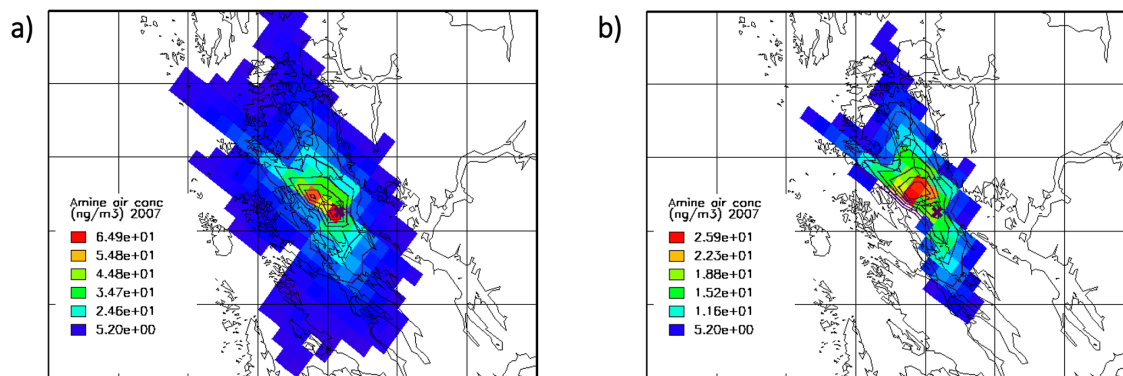 a)
Amine air conc
(ng/m3) 2007
6.49e+01
5.48e+01
4.48e+01
3.47e+01
2.46e+01
5.20e+00
b)
Amine air conc
(ng/m3) 2007
2.59e+01
2.23e+01
1.88e+01
1.52e+01
1.16e+01
5.20e+00